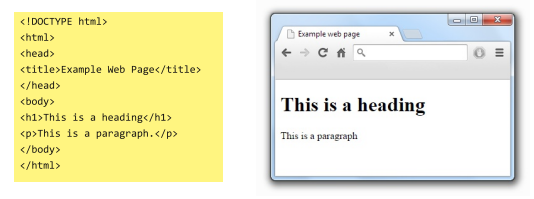 <!DOCTYPE html>
<html>
<head>
<title>Example Web Page</title>
</head>
<body>
<h1>This is a heading</h1>
<p>This is a paragraph.</p>
</body>
</html>
Example web page
This is a heading
This is a paragraph